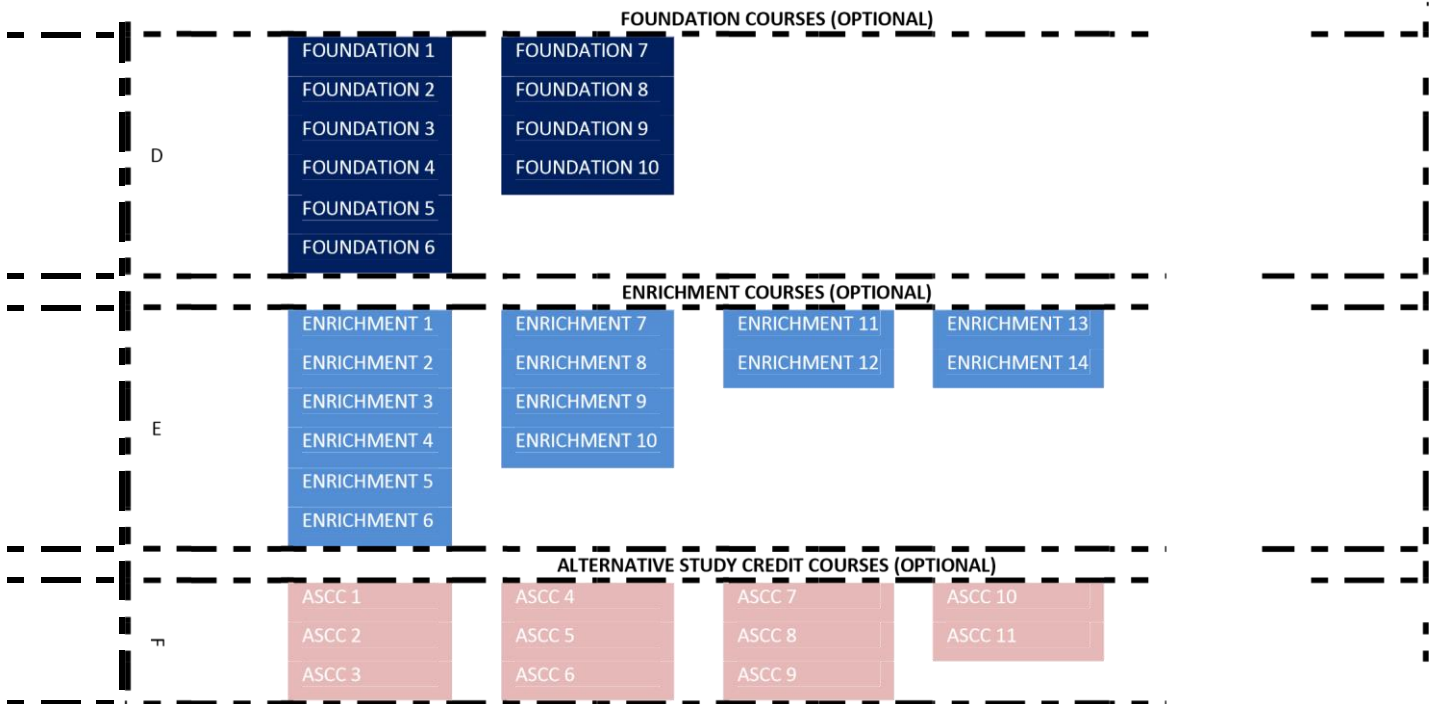 FOUNDATION COURSES (OPTIONAL)
D
FOUNDATION 1
FOUNDATION 2
FOUNDATION 3
FOUNDATION 4
FOUNDATION 5
FOUNDATION 6
FOUNDATION 7
FOUNDATION 8
FOUNDATION 9
FOUNDATION 10
ENRICHMENT COURSES (OPTIONAL)
E
ENRICHMENT 1
ENRICHMENT 2
ENRICHMENT 3
ENRICHMENT 4
ENRICHMENT 5
ENRICHMENT 6
ENRICHMENT 7
ENRICHMENT 8
ENRICHMENT 9
ENRICHMENT 10
ENRICHMENT 11
ENRICHMENT 12
ENRICHMENT 13
ENRICHMENT 14
ALTERNATIVE STUDY CREDIT COURSES (OPTIONAL)
F
ASCC 1
ASCC 2
ASCC 3
ASCC 4
ASCC 5
ASCC 6
ASCC 7
ASCC 8
ASCC 9
ASCC 10
ASCC 11